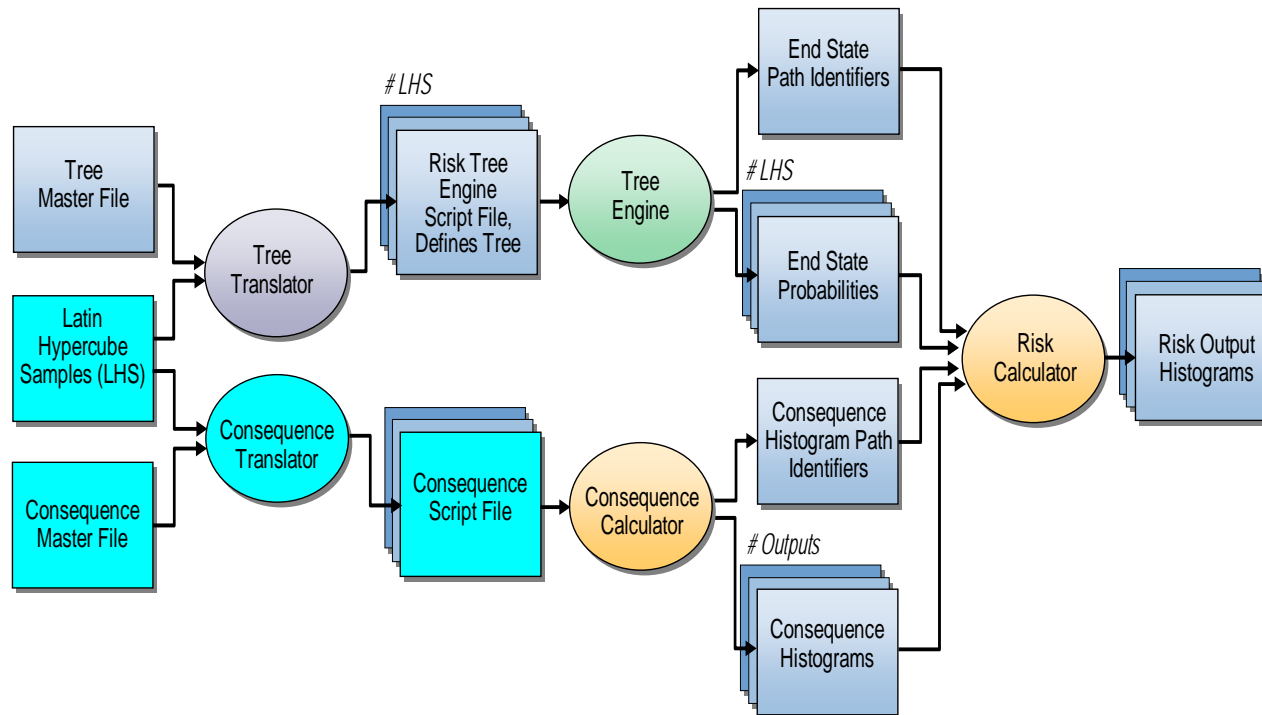 End State
Path Identifiers
# LHS
Tree
Master File
Risk Tree
Engine
Script File,
Defines Tree
Tree
Engine
# LHS
End State
Probabilities
Tree
Translator
Latin
Hypercube
Samples (LHS)
Risk
Calculator
Risk Output
Histograms
Consequence
Translator
Consequence
Histogram Path
Identifiers
Consequence
Master File
Consequence
Script File
Consequence
Calculator
# Outputs
Consequence
Histograms